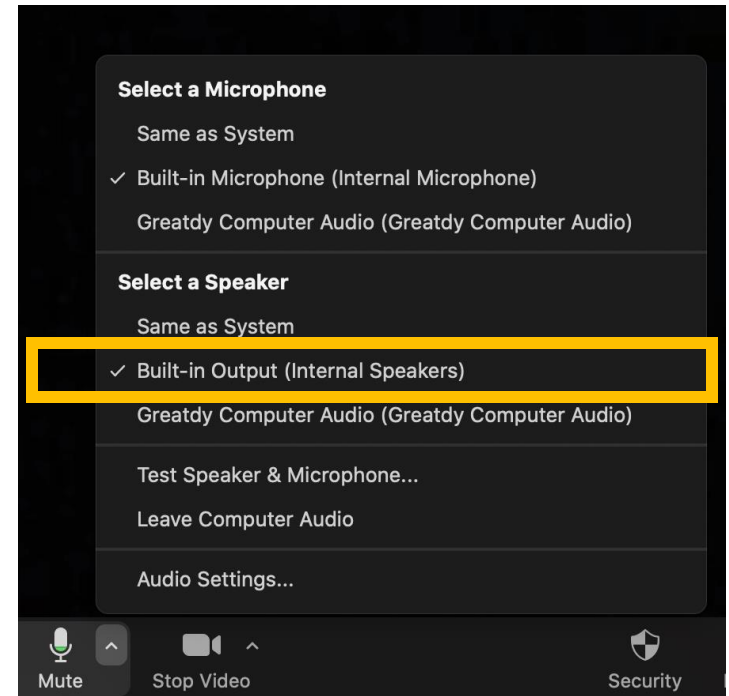 Select a Microphone
Same as System
✓ Built-in Microphone (Internal Microphone)
Greatdy Computer Audio (Greatdy Computer Audio)
Select a Speaker
Same as System
✓ Built-in Output (Internal Speakers)
Greatdy Computer Audio (Greatdy Computer Audio)
Test Speaker & Microphone...
Leave Computer Audio
Audio Settings...
Mute Stop Video Security